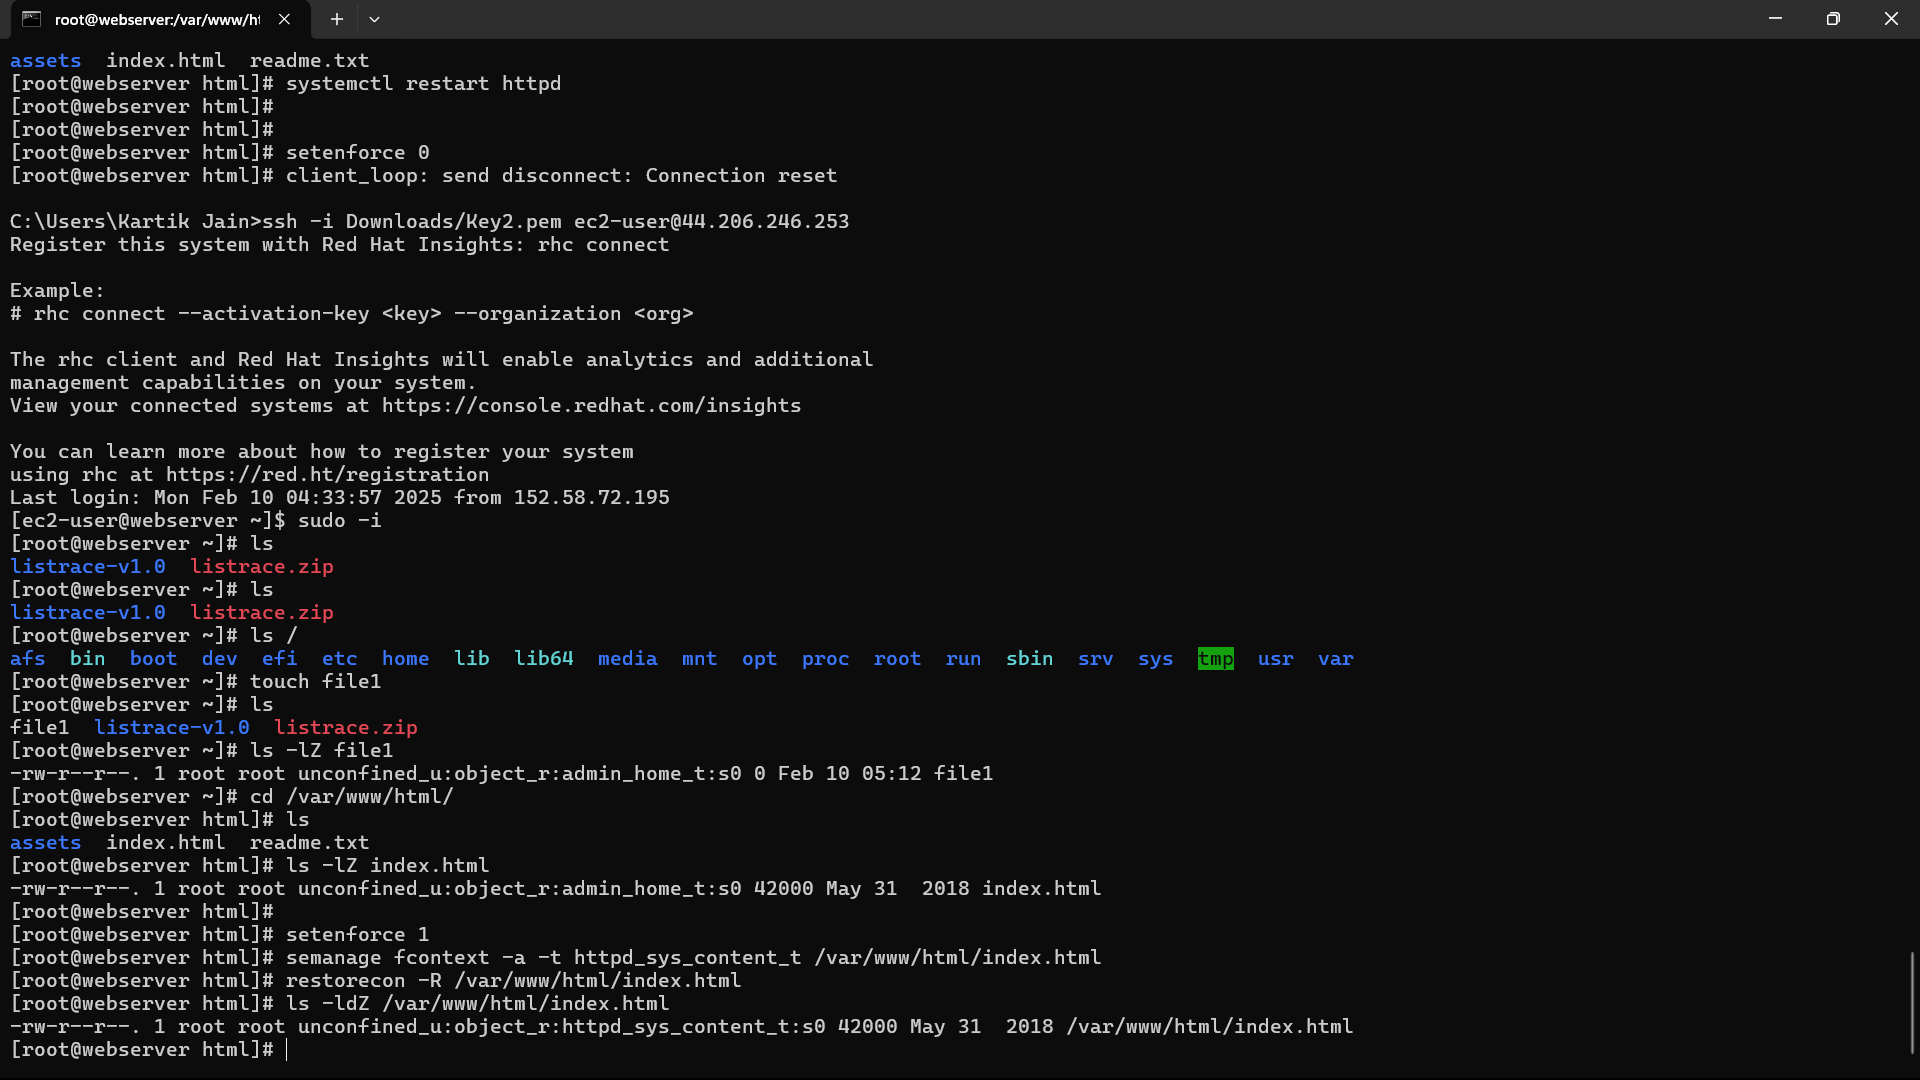 root@webserver:/var/www/ht
assets  index.html  readme.txt
[root@webserver html]# systemctl restart httpd
[root@webserver html]#
[root@webserver html]#
[root@webserver html]# setenforce 0
[root@webserver html]# client_loop: send disconnect: Connection reset
C:\Users\Kartik Jain>ssh -i Downloads/Key2.pem ec2-user@44.206.246.253
Register this system with Red Hat Insights: rhc connect
Example:
# rhc connect --activation-key <key> --organization <org>
The rhc client and Red Hat Insights will enable analytics and additional
management capabilities on your system.
View your connected systems at https://console.redhat.com/insights
You can learn more about how to register your system
using rhc at https://red.ht/registration
Last login: Mon Feb 10 04:33:57 2025 from 152.58.72.195
[ec2-user@webserver ~]$ sudo -i
[root@webserver ~]# ls
listrace-v1.0  listrace.zip
[root@webserver ~]# ls
listrace-v1.0  listrace.zip
[root@webserver ~]# ls /
afs  bin  boot  dev  efi  etc  home  lib  lib64  media  mnt  opt  proc  root  run  sbin  srv  sys  tmp  usr  var
[root@webserver ~]# touch file1
[root@webserver ~]# ls
file1  listrace-v1.0  listrace.zip
[root@webserver ~]# ls -lZ file1
-rw-r--r--. 1 root root unconfined_u:object_r:admin_home_t:s0 0 Feb 10 05:12 file1
[root@webserver ~]# cd /var/www/html/
[root@webserver html]# ls
assets  index.html  readme.txt
[root@webserver html]# ls -lZ index.html
-rw-r--r--. 1 root root unconfined_u:object_r:admin_home_t:s0 42000 May 31  2018 index.html
[root@webserver html]#
[root@webserver html]# setenforce 1
[root@webserver html]# semanage fcontext -a -t httpd_sys_content_t /var/www/html/index.html
[root@webserver html]# restorecon -R /var/www/html/index.html
[root@webserver html]# ls -ldZ /var/www/html/index.html
-rw-r--r--. 1 root root unconfined_u:object_r:httpd_sys_content_t:s0 42000 May 31  2018 /var/www/html/index.html
[root@webserver html]#